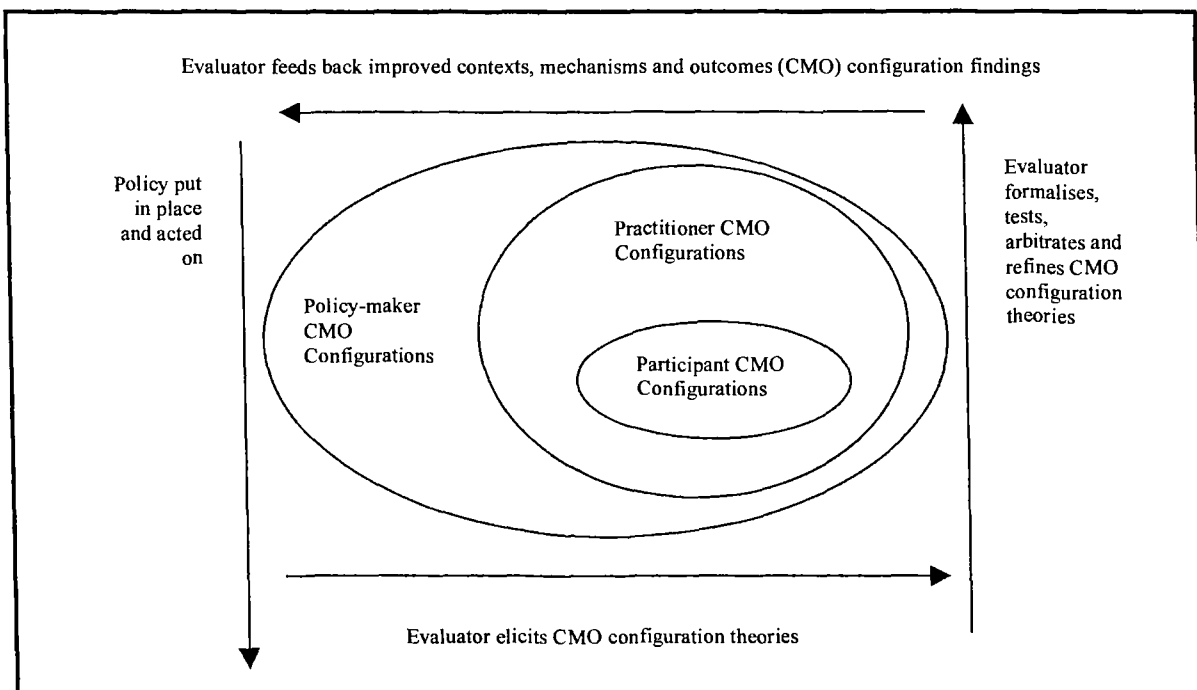 Evaluator feeds back improved contexts, mechanisms and outcomes (CMO) configuration findings
Policy put
in place
and acted
on
Policy-maker
CMO
Configurations
Practitioner CMO
Configurations
Participant CMO
Configurations
Evaluator
formalises,
tests,
arbitrates and
refines CMO
configuration
theories
Evaluator elicits CMO configuration theories